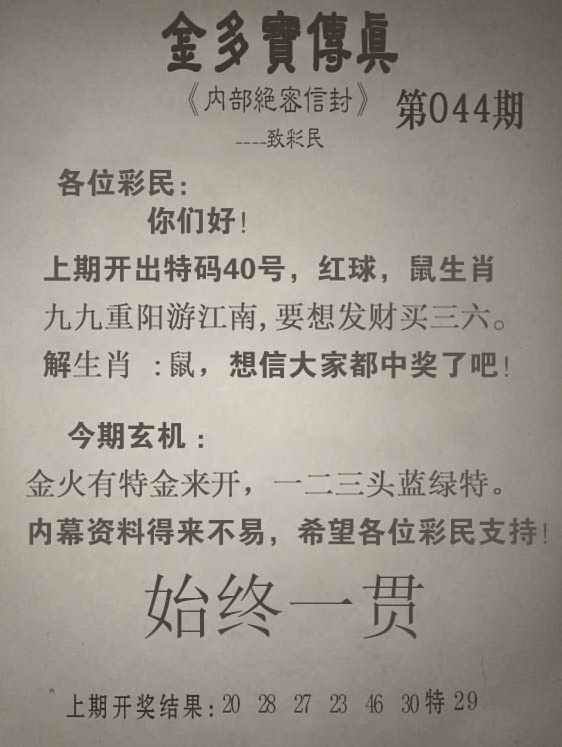 金多寶傳眞
《内部絕密信封》
第044期
----致彩民
各位彩民:
你们好!
上期开出特码40号，红球，鼠生肖
九九重阳游江南,要想发财买三六。
解生肖 :鼠，想信大家都中奖了吧!
今期玄机：
金火有特金来开，一二三头蓝绿特。
内幕资料得来不易，希望各位彩民支持!
始终一贯
上期开奖结果: 20 28 27 23 46 30特 29